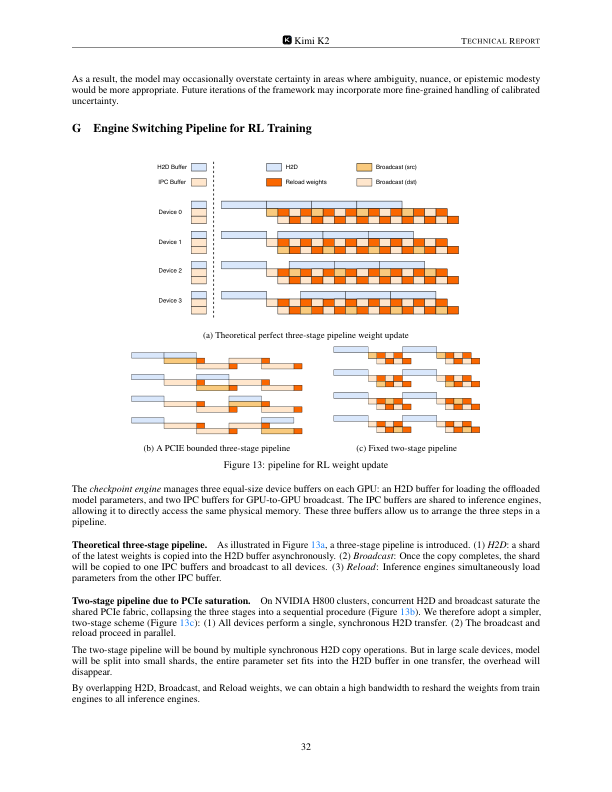 Kimi K2 TECHNICAL REPORT
As a result, the model may occasionally overstate certainty in areas where ambiguity, nuance, or epistemic modesty
would be more appropriate. Future iterations of the framework may incorporate more fine-grained handling of calibrated
uncertainty.
G Engine Switching Pipeline for RL Training
H2D Buffer H2D Broadcast (src)
IPC Buffer Reload weights Broadcast (dst)
Device 0
Device 1
Device 2
Device 3
(a) Theoretical perfect three-stage pipeline weight update
(b) A PCIE bounded three-stage pipeline (c) Fixed two-stage pipeline
Figure 13: pipeline for RL weight update
The checkpoint engine manages three equal-size device buffers on each GPU: an H2D buffer for loading the offloaded
model parameters, and two IPC buffers for GPU-to-GPU broadcast. The IPC buffers are shared to inference engines,
allowing it to directly access the same physical memory. These three buffers allow us to arrange the three steps in a
pipeline.
Theoretical three-stage pipeline. As illustrated in Figure 13a, a three-stage pipeline is introduced. (1) H2D: a shard
of the latest weights is copied into the H2D buffer asynchronously. (2) Broadcast: Once the copy completes, the shard
will be copied to one IPC buffers and broadcast to all devices. (3) Reload: Inference engines simultaneously load
parameters from the other IPC buffer.
Two-stage pipeline due to PCIe saturation. On NVIDIA H800 clusters, concurrent H2D and broadcast saturate the
shared PCIe fabric, collapsing the three stages into a sequential procedure (Figure 13b). We therefore adopt a simpler,
two-stage scheme (Figure 13c): (1) All devices perform a single, synchronous H2D transfer. (2) The broadcast and
reload proceed in parallel.
The two-stage pipeline will be bound by multiple synchronous H2D copy operations. But in large scale devices, model
will be split into small shards, the entire parameter set fits into the H2D buffer in one transfer, the overhead will
disappear.
By overlapping H2D, Broadcast, and Reload weights, we can obtain a high bandwidth to reshard the weights from train
engines to all inference engines.
32